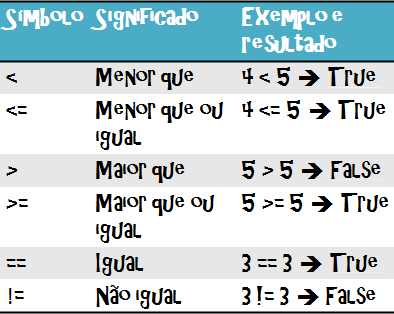 Símbolo Significado Exemplo e
resultado
< Menor que 4 < 5 → True
<= Menor que ou 4 <= 5 → True
igual
> Maior que 5 > 5 → False
>= Maior que ou 5 >= 5 → True
igual
== Igual 3 == 3 → True
!= Não igual 3 != 3 → False